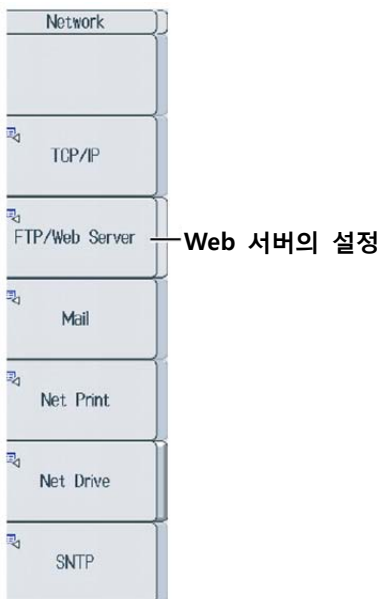 Network
TCP/IP
FTP/Web Server
Web 서버의 설정
Mail
Net Print
Net Drive
SNTP